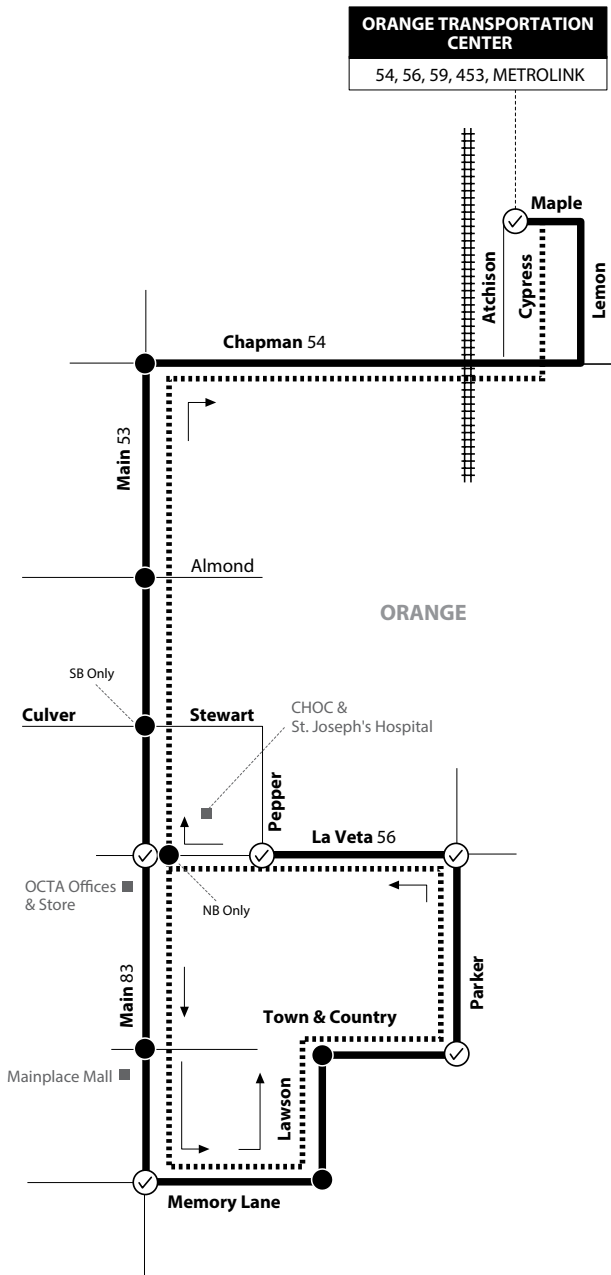 ORANGE TRANSPORTATION
CENTER
54, 56, 59, 453, METROLINK
Maple
Atchison
Cypress
Lemon
Chapman 54
Main 53
Almond
ORANGE
SB Only
Culver
Stewart
CHOC &
St. Joseph's Hospital
Pepper
La Veta 56
OCTA Offices
& Store
NB Only
Main 83
Parker
Town & Country
Mainplace Mall
Lawson
Memory Lane